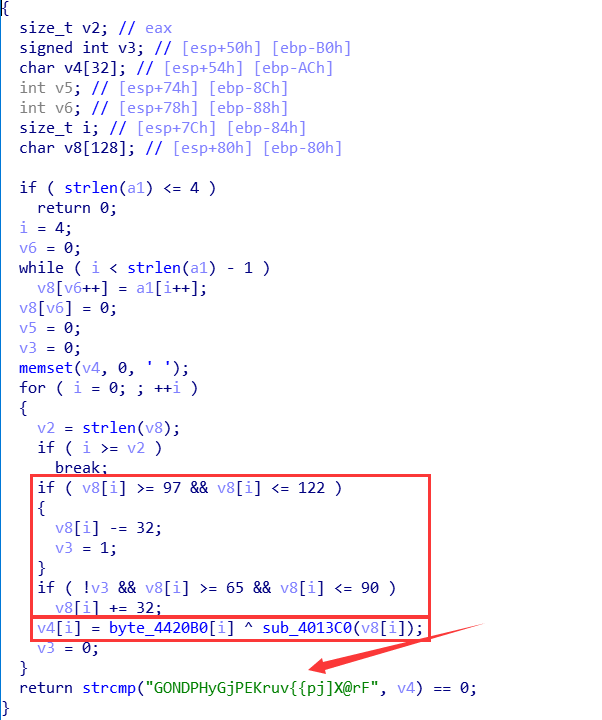 {
size_t v2; // eax
signed int v3; // [esp+50h] [ebp-B0h]
char v4[32]; // [esp+54h] [ebp-ACh]
int v5; // [esp+74h] [ebp-8Ch]
int v6; // [esp+78h] [ebp-88h]
size_t i; // [esp+7Ch] [ebp-84h]
char v8[128]; // [esp+80h] [ebp-80h]
if ( strlen(a1) <= 4 )
return 0;
i = 4;
v6 = 0;
while ( i < strlen(a1) - 1 )
v8[v6++] = a1[i++];
v8[v6] = 0;
v5 = 0;
v3 = 0;
memset(v4, 0, ' ');
for ( i = 0; ; ++i )
{
v2 = strlen(v8);
if ( i >= v2 )
break;
if ( v8[i] >= 97 && v8[i] <= 122 )
{
v8[i] -= 32;
v3 = 1;
}
if ( !v3 && v8[i] >= 65 && v8[i] <= 90 )
v8[i] += 32;
v4[i] = byte_4420B0[i] ^ sub_4013C0(v8[i]);
v3 = 0;
}
return strcmp("GONDPHyGjPEKruv{{pj]X@rF", v4) == 0;
}